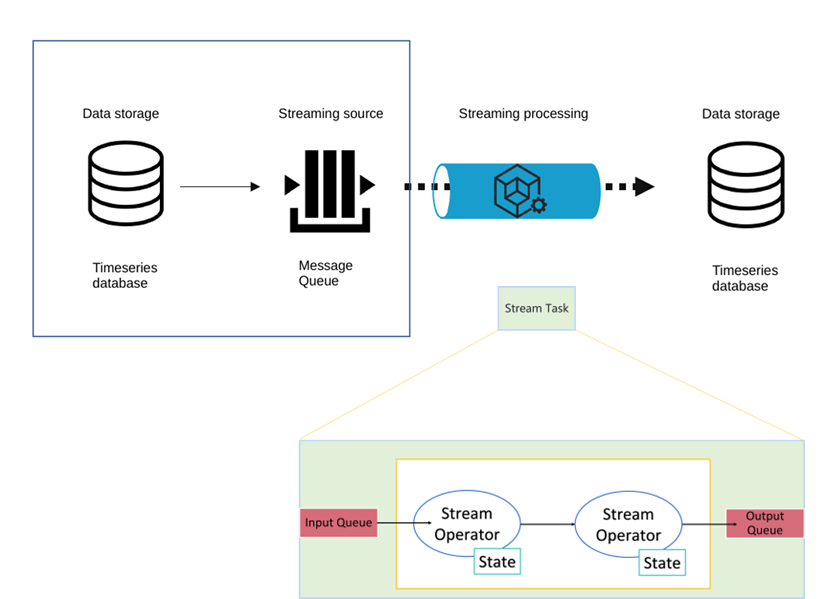 Data storage
Streaming source
Streaming processing
Data storage
Timeseries
database
Message
Queue
Timeseries
database
Stream Task
Input Queue
Stream
Operator
State
Stream
Operator
State
Output
Queue